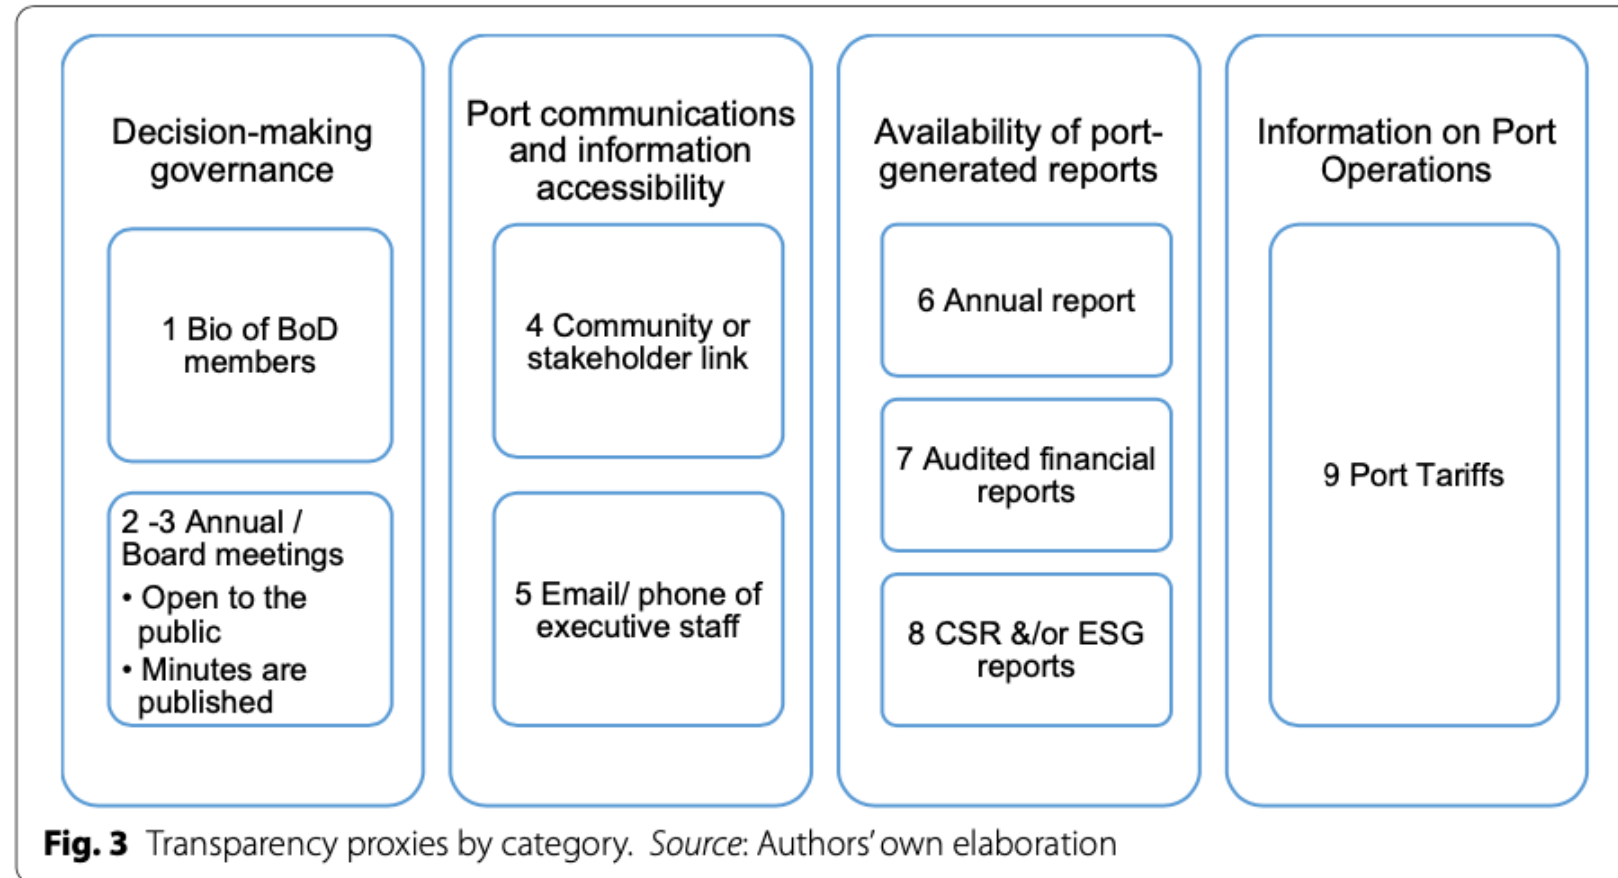 Decision-making
governance
1 Bio of BoD
members
2 -3 Annual /
Board meetings
• Open to the
public
• Minutes are
published
Port communications
and information
accessibility
4 Community or
stakeholder link
5 Email/ phone of
executive staff
Availability of port-
generated reports
6 Annual report
7 Audited financial
reports
8 CSR &/or ESG
reports
Information on Port
Operations
9 Port Tariffs
Fig. 3 Transparency proxies by category. Source: Authors' own elaboration